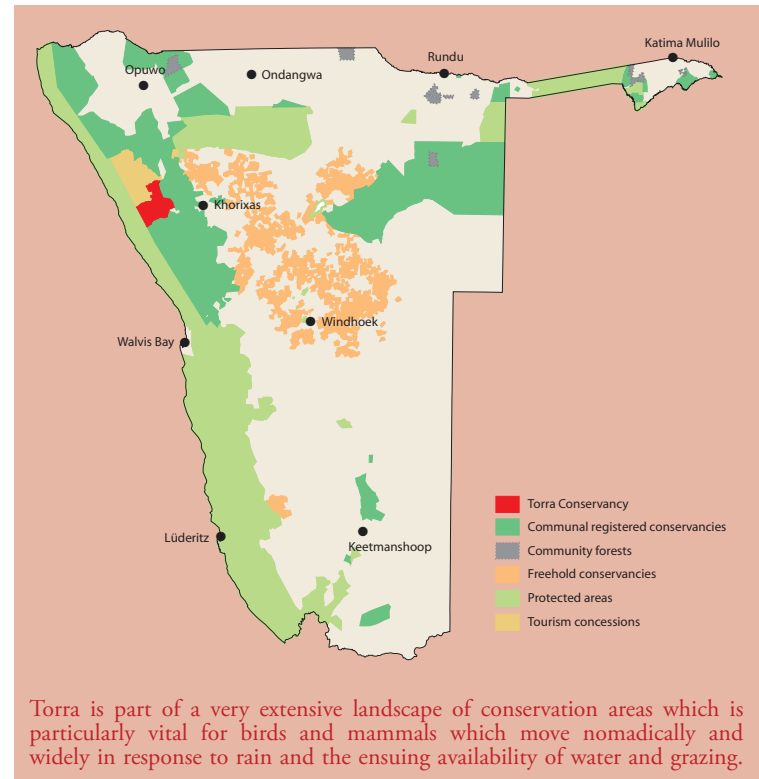 Katima Mulilo
Rundu
Opuwo
Ondangwa
Khorixas
Windhoek
Walvis Bay
Lüderitz
Keetmanshoop
Torra Conservancy
Communal registered conservancies
Community forests
Freehold conservancies
Protected areas
Tourism concessions
Torra is part of a very extensive landscape of conservation areas which is
particularly vital for birds and mammals which move nomadically and
widely in response to rain and the ensuing availability of water and grazing.